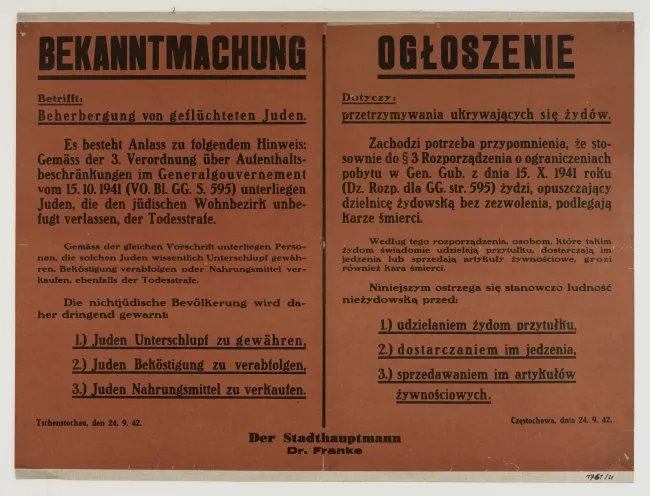 BEKANNTMACHUNG
Betrifft:
Beherbergung von geflüchteten Juden.
Es besteht Anlass zu folgendem Hinweis:
Gemäss der 3. Verordnung über Aufenthalts-
beschränkungen im Generalgouvernement
vom 15. 10. 1941 (VO. Bl. GG. S. 595) unterliegen
Juden, die den jüdischen Wohnbezirk unbe-
fugt verlassen, der Todesstrafe.
Gemäss der gleichen Vorschrift unterliegen Perso-
nen, die solchen Juden wissentlich Unterschlupf gewäh-
ren, Beköstigung verabfolgen oder Nahrungsmittel ver-
kaufen, ebenfalls der Todesstrafe.
Die nichtjüdische Bevölkerung wird da-
her dringend gewarnt:
1.) Juden Unterschlupf zu gewähren,
2.) Juden Beköstigung zu verabfolgen,
3.) Juden Nahrungsmittel zu verkaufen.
Tschenstochau, den 24. 9. 42.
OGŁOSZENIE
Dotyczy:
przetrzymywania ukrywających się żydów.
Zachodzi potrzeba przypomnienia, że sto-
sownie do § 3 Rozporządzenia o ograniczeniach
pobytu w Gen. Gub. z dnia 15. X. 1941 roku
(Dz. Rozp. dla GG. str. 595) żydzi, opuszczający
dzielnicę żydowską bez zezwolenia, podlegają
karze śmierci.
Według tego rozporządzenia, osobom, które takim
żydom świadomie udzielają przytułku, dostarczają im
jedzenia lub sprzedają artykuły żywnościowe, grozi
również kara śmierci.
Niniejszym ostrzega się stanowczo ludność
nieżydowską przed:
1.) udzielaniem żydom przytułku,
2.) dostarczaniem im jedzenia,
3.) sprzedawaniem im artykułów
żywnościowych.
Częstochowa, dnia 24. 9. 42.
Der Stadthauptmann
Dr. Franke